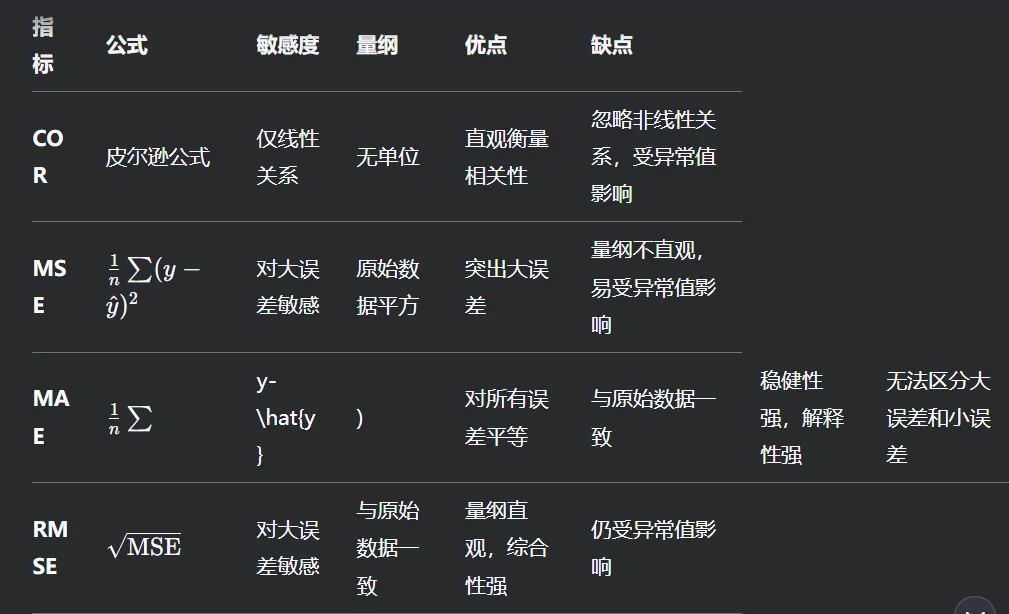 指标 公式 敏感度 量纲 优点 缺点
COR 皮尔逊公式 仅线性关系 无单位 直观衡量相关性 忽略非线性关系，受异常值影响
MSE \frac{1}{n}∑(y − ŷ)² 对大误差敏感 原始数据平方 突出大误差 量纲不直观，易受异常值影响
MAE \frac{1}{n}∑ y-\hat{y} ) 对所有误差平等 与原始数据一致 稳健性强，解释性强 无法区分大误差和小误差
RMSE √MSE 对大误差敏感 与原始数据一致 量纲直观，综合性强 仍受异常值影响